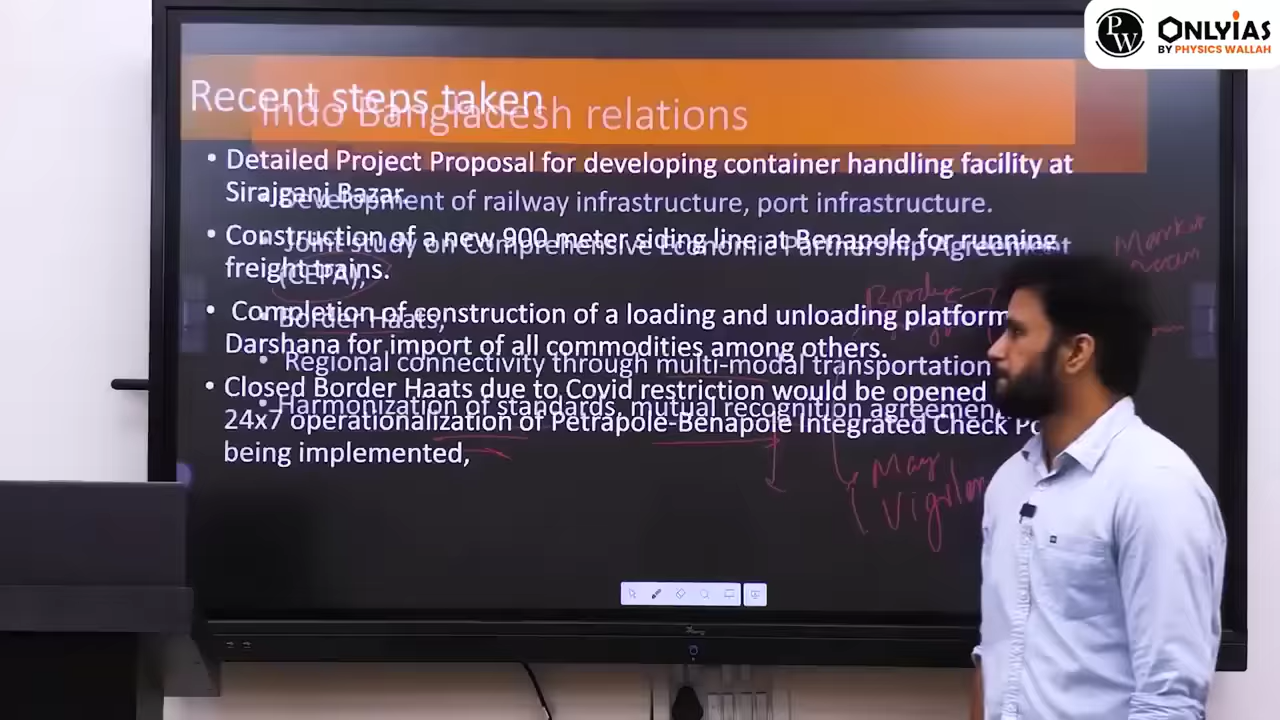 PW
ONLYIAS
BY PHYSICS WALLAH
Recent steps taken
Indo Bangladesh relations
• Detailed Project Proposal for developing container handling facility at
Sirajganj Bazar.
• Development of railway infrastructure, port infrastructure.
• Construction of a new 900 meter siding line at Benapole for running
freight trains.
• Joint study on Comprehensive Economic Partnership Agreement
(CEPA),
• Border Haats,
• Completion of construction of a loading and unloading platform
Darshana for import of all commodities among others.
• Regional connectivity through multi-modal transportation
• Closed Border Haats due to Covid restriction would be opened
24x7 operationalization of Petrapole-Benapole Integrated Check Po
being implemented,
• Harmonization of standards, mutual recognition agreemen
Border
Vigilan